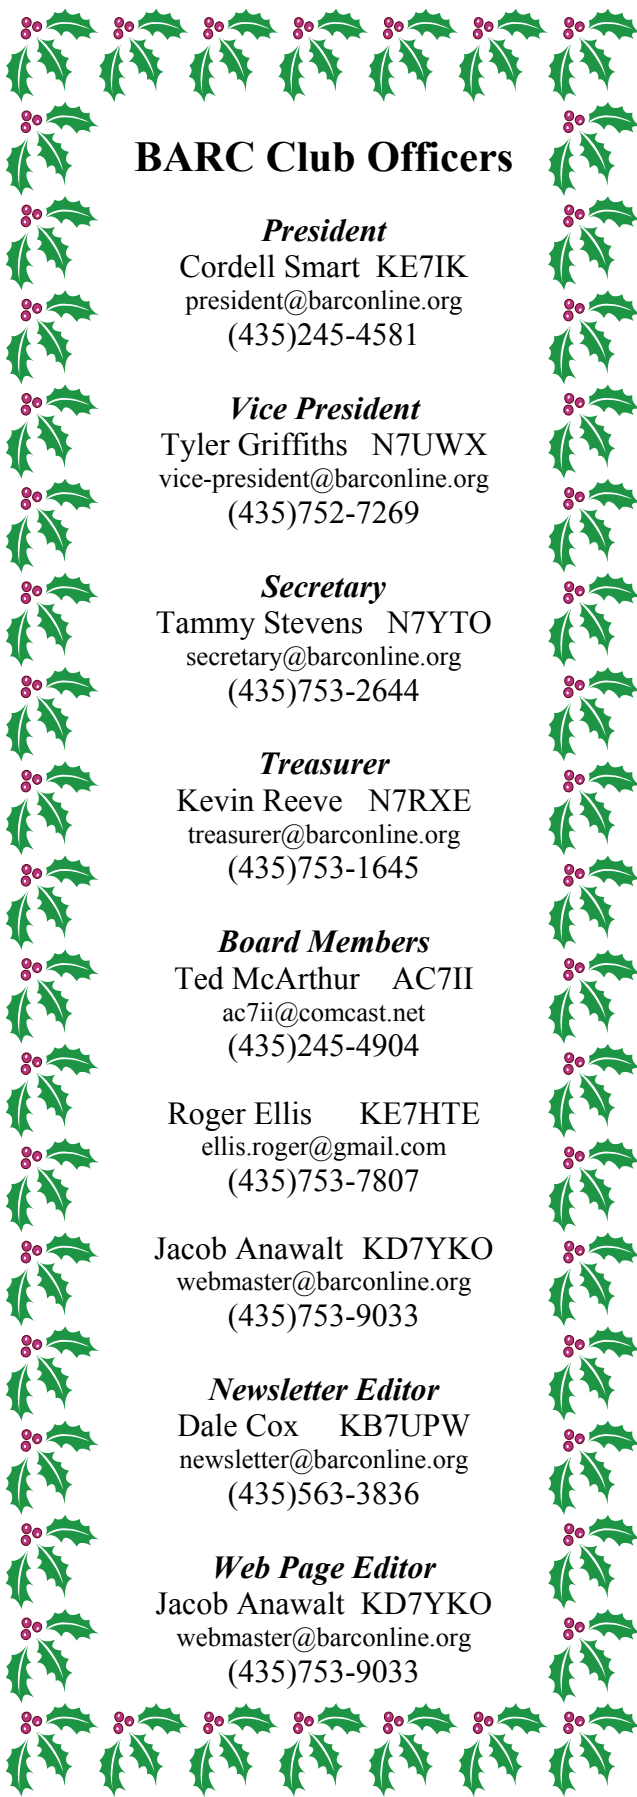 BARC Club Officers
President
Cordell Smart KE7IK
president@barconline.org
(435)245-4581
Vice President
Tyler Griffiths N7UWX
vice-president@barconline.org
(435)752-7269
Secretary
Tammy Stevens N7YTO
secretary@barconline.org
(435)753-2644
Treasurer
Kevin Reeve N7RXE
treasurer@barconline.org
(435)753-1645
Board Members
Ted McArthur AC7II
ac7ii@comcast.net
(435)245-4904
Roger Ellis KE7HTE
ellis.roger@gmail.com
(435)753-7807
Jacob Anawalt KD7YKO
webmaster@barconline.org
(435)753-9033
Newsletter Editor
Dale Cox KB7UPW
newsletter@barconline.org
(435)563-3836
Web Page Editor
Jacob Anawalt KD7YKO
webmaster@barconline.org
(435)753-9033